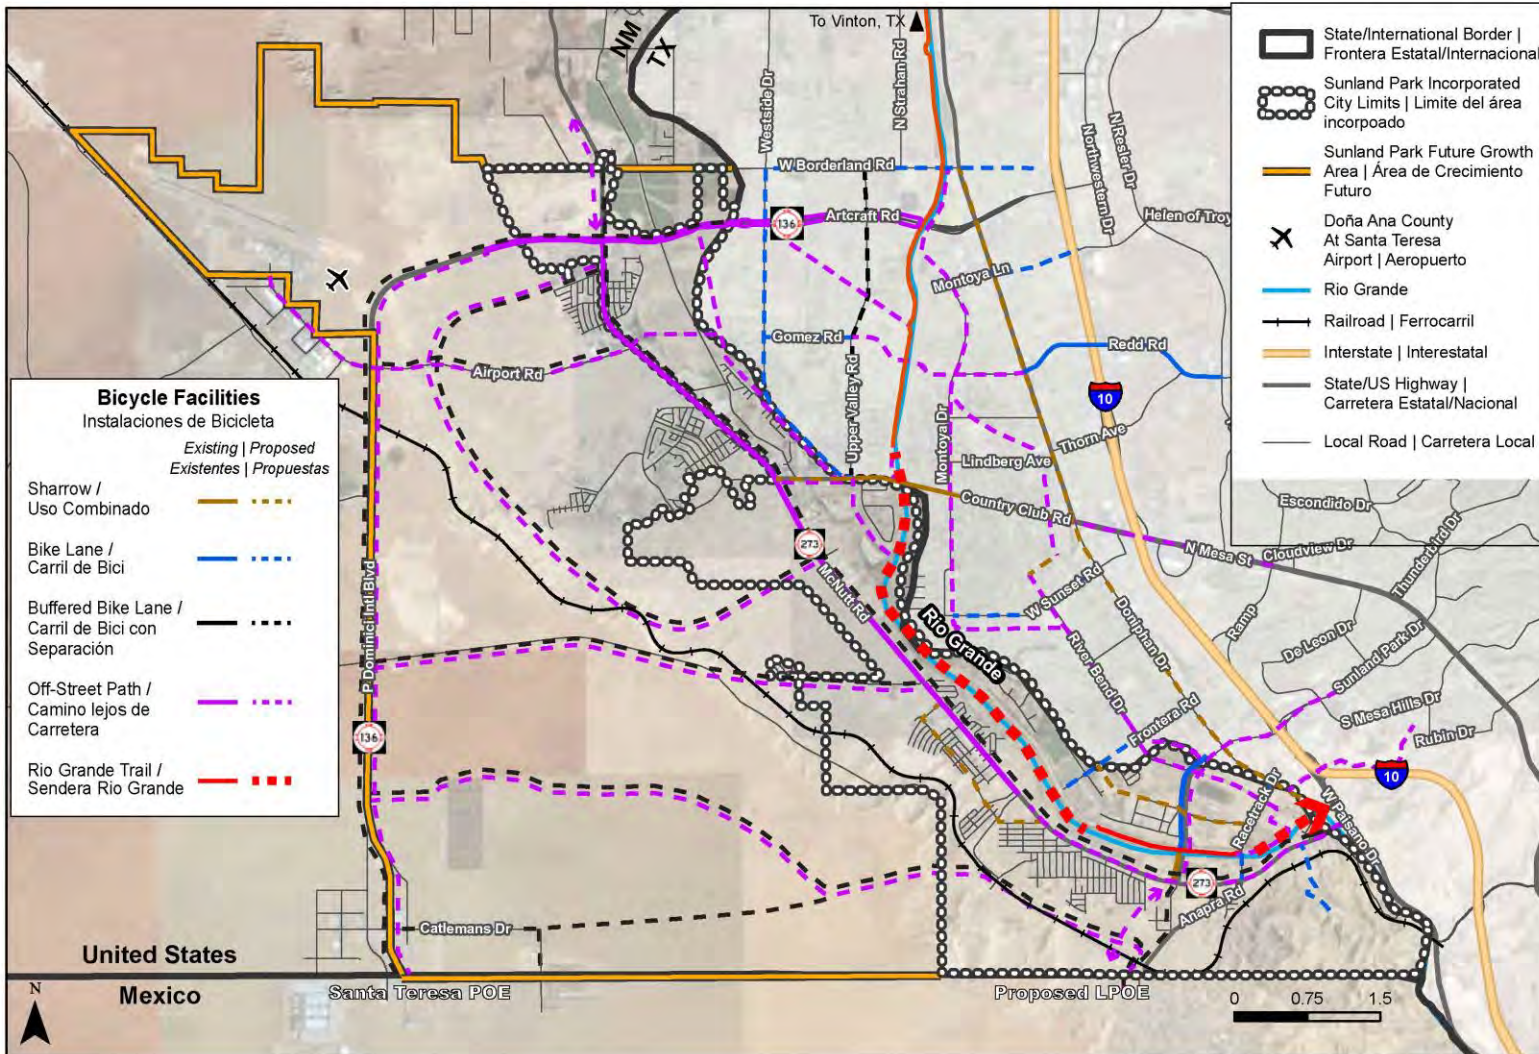 To Vinton, TX
NM
TX
Westside Dr
N Strahan Rd
W Borderland Rd
136
Artcraft Rd
Northwestern Dr
N Resler Dr
Helen of Troy
Montoya Ln
Gomez Rd
Redd Rd
Airport Rd
Upper Valley Rd
10
Montoya Dr
Thorn Ave
Lindberg Ave
Country Club Rd
Escondido Dr
N Mesa St
Cloudview Dr
Thunderbird Dr
273
McNutt Rd
W Sunset Rd
Doniphan Dr
Ramp
De Leon Dr
Sunland Park Dr
Rio Grande
River Bend Dr
Frontera Rd
S Mesa Hills Dr
Rubin Dr
P Dominici Intl Blvd
136
10
Racetrack Dr
W Paisano Dr
273
Anapra Rd
Catlemans Dr
United States
Mexico
Santa Teresa POE
Proposed LPOE
N
0 0.75 1.5
State/International Border |
Frontera Estatal/Internacional
Sunland Park Incorporated
City Limits | Limite del área
incorpoado
Sunland Park Future Growth
Area | Área de Crecimiento
Futuro
Doña Ana County
At Santa Teresa
Airport | Aeropuerto
Rio Grande
Railroad | Ferrocarril
Interstate | Interestatal
State/US Highway |
Carretera Estatal/Nacional
Local Road | Carretera Local
Bicycle Facilities
Instalaciones de Bicicleta
Existing | Proposed
Existentes | Propuestas
Sharrow /
Uso Combinado
Bike Lane /
Carril de Bici
Buffered Bike Lane /
Carril de Bici con
Separación
Off-Street Path /
Camino lejos de
Carretera
Rio Grande Trail /
Sendera Rio Grande